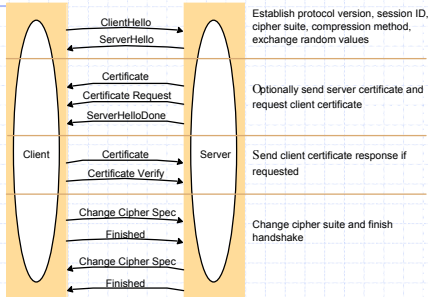 ClientHello
ServerHello
Establish protocol version, session ID,
cipher suite, compression method,
exchange random values
Certificate
Certificate Request
ServerHelloDone
Optionally send server certificate and
request client certificate
Client
Server
Certificate
Certificate Verify
Send client certificate response if
requested
Change Cipher Spec
Finished
Change Cipher Spec
Finished
Change cipher suite and finish
handshake